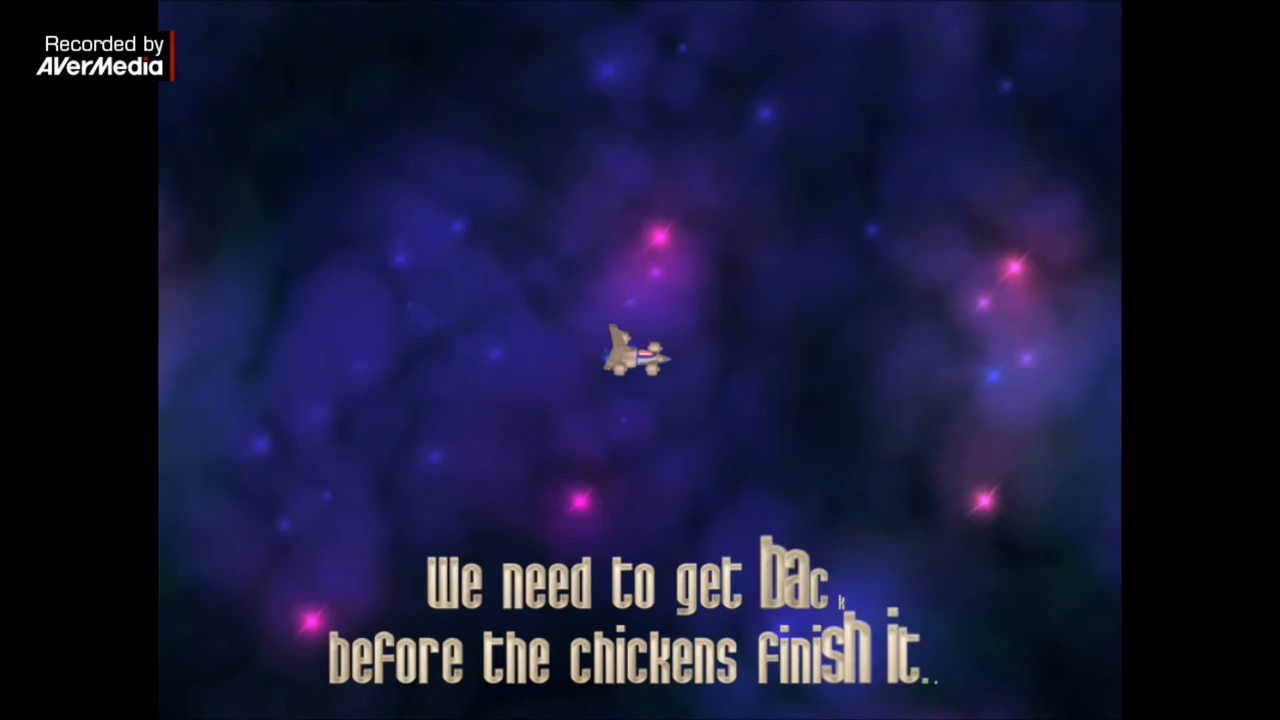 Recorded by
AVerMedia
We need to get back
before the chickens finish it..